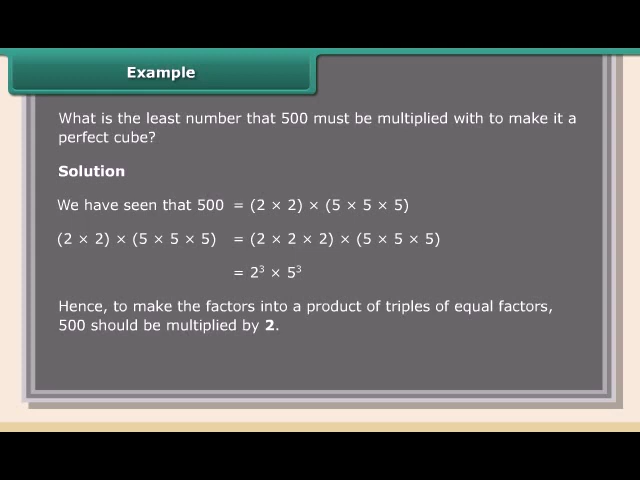 Example
What is the least number that 500 must be multiplied with to make it a
perfect cube?
Solution
We have seen that 500 = (2 × 2) × (5 × 5 × 5)
(2 × 2) × (5 × 5 × 5) = (2 × 2 × 2) × (5 × 5 × 5)
= 2³ × 5³
Hence, to make the factors into a product of triples of equal factors,
500 should be multiplied by 2.